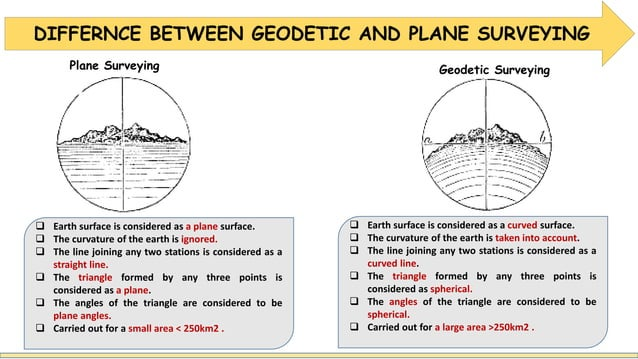 DIFFERNCE BETWEEN GEODETIC AND PLANE SURVEYING
Plane Surveying
❑ Earth surface is considered as a plane surface.
❑ The curvature of the earth is ignored.
❑ The line joining any two stations is considered as a
straight line.
❑ The triangle formed by any three points is
considered as a plane.
❑ The angles of the triangle are considered to be
plane angles.
❑ Carried out for a small area < 250km2 .
Geodetic Surveying
a b
❑ Earth surface is considered as a curved surface.
❑ The curvature of the earth is taken into account.
❑ The line joining any two stations is considered as a
curved line.
❑ The triangle formed by any three points is
considered as spherical.
❑ The angles of the triangle are considered to be
spherical.
❑ Carried out for a large area >250km2 .